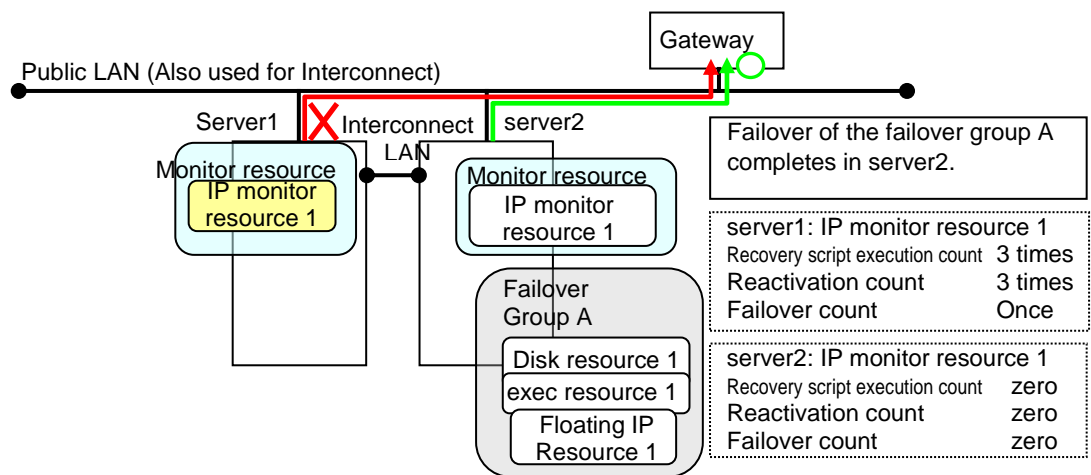 Gateway
Public LAN (Also used for Interconnect)
Server1
Interconnect
LAN
server2
Monitor resource
IP monitor
resource 1
Monitor resource
IP monitor
resource 1
Failover
Group A
Disk resource 1
exec resource 1
Floating IP
Resource 1
Failover of the failover group A
completes in server2.
server1: IP monitor resource 1
Recovery script execution count 3 times
Reactivation count 3 times
Failover count Once
server2: IP monitor resource 1
Recovery script execution count zero
Reactivation count zero
Failover count zero